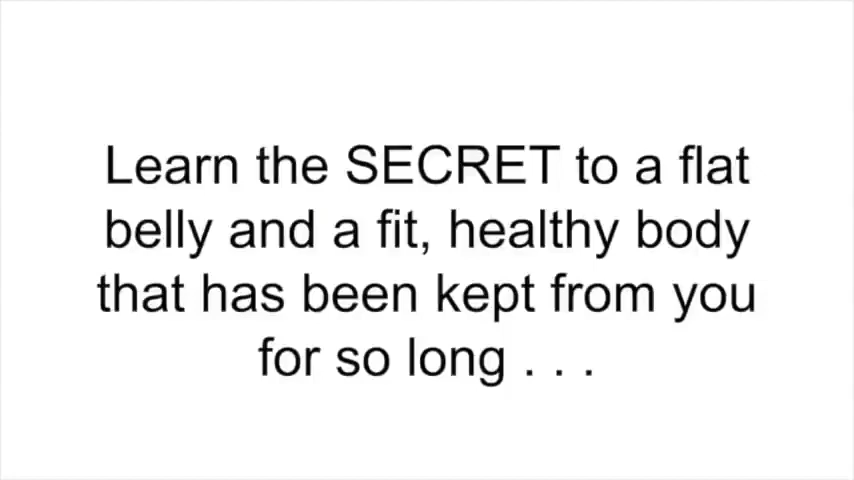 Learn the SECRET to a flat
belly and a fit, healthy body
that has been kept from you
for so long . . .